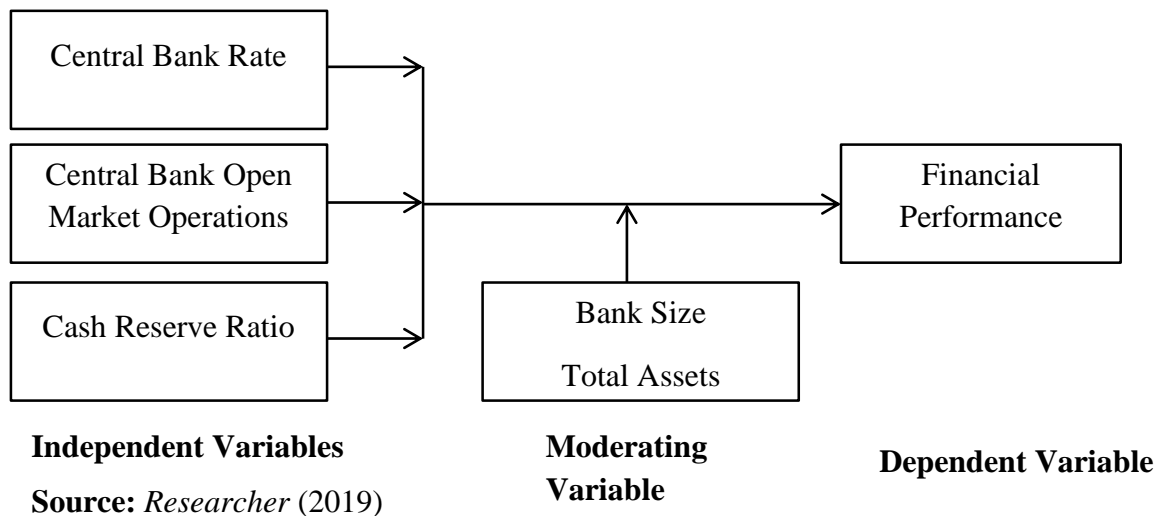 Central Bank Rate
Central Bank Open
Market Operations
Cash Reserve Ratio
Financial
Performance
Bank Size
Total Assets
Independent Variables
Moderating
Variable
Dependent Variable
Source: Researcher (2019)